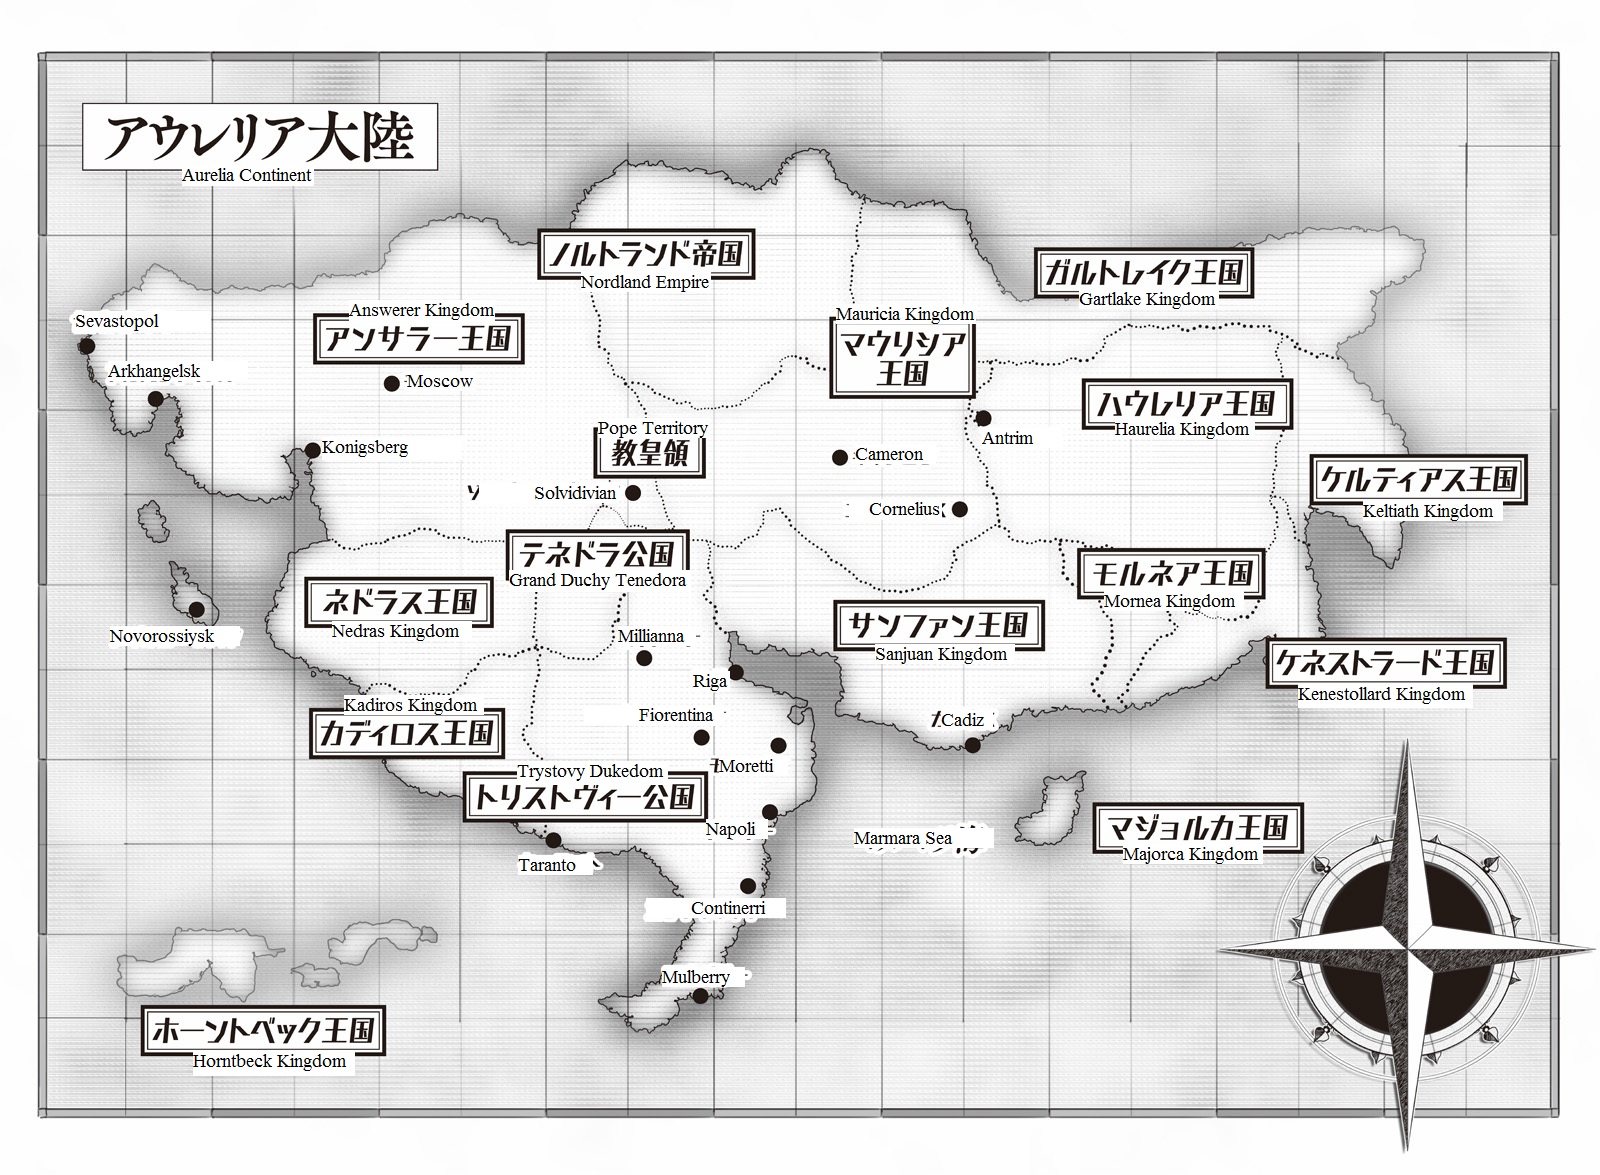 アウレリア大陸
Aurelia Continent
ノルトランド帝国
Nordland Empire
ガルトレイク王国
Gartlake Kingdom
Answerer Kingdom
アンサラー王国
Sevastopol
Arkhangelsk
Moscow
Mauricia Kingdom
マウリシア
王国
ハウレリア王国
Haurelia Kingdom
Antrim
Pope Territory
教皇領
Konigsberg
Cameron
Solvidivian
Cornelius
ケルティアス王国
Keltiath Kingdom
テネドラ公国
Grand Duchy Tenedora
モルネア王国
Mornea Kingdom
ネドラス王国
Nedras Kingdom
Novorossiysk
Millianna
サンファン王国
Sanjuan Kingdom
ケネストラード王国
Kenestollard Kingdom
Riga
Kadiros Kingdom
カディロス王国
Fiorentina
Cadiz
Moretti
Trystovy Dukedom
トリストヴィー公国
Napoli
Marmara Sea
マジョルカ王国
Majorca Kingdom
Taranto
Continerri
Mulberry
ホーントベック王国
Horntbeck Kingdom